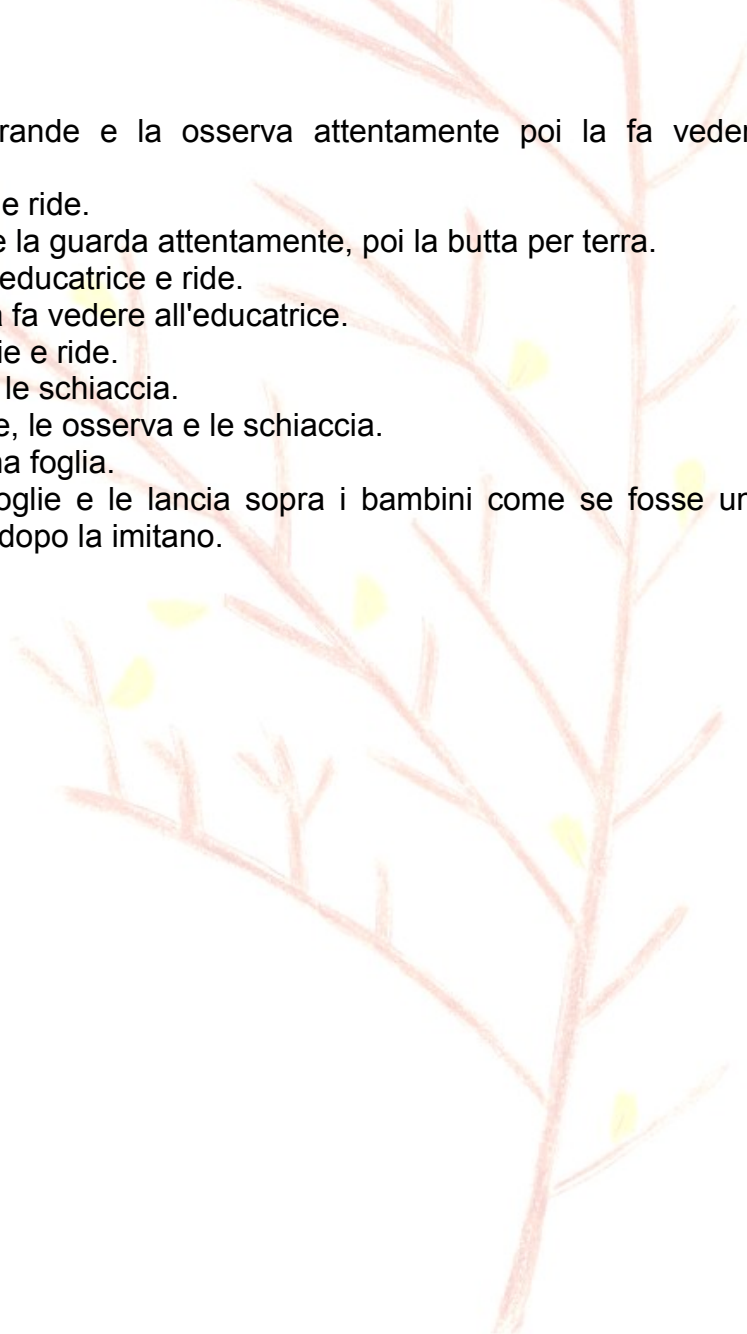 rande e la osserva attentamente poi la fa veder
e ride.
e la guarda attentamente, poi la butta per terra.
educatrice e ride.
a fa vedere all'educatrice.
ie e ride.
le schiaccia.
e, le osserva e le schiaccia.
na foglia.
oglie e le lancia sopra i bambini come se fosse un
dopo la imitano.